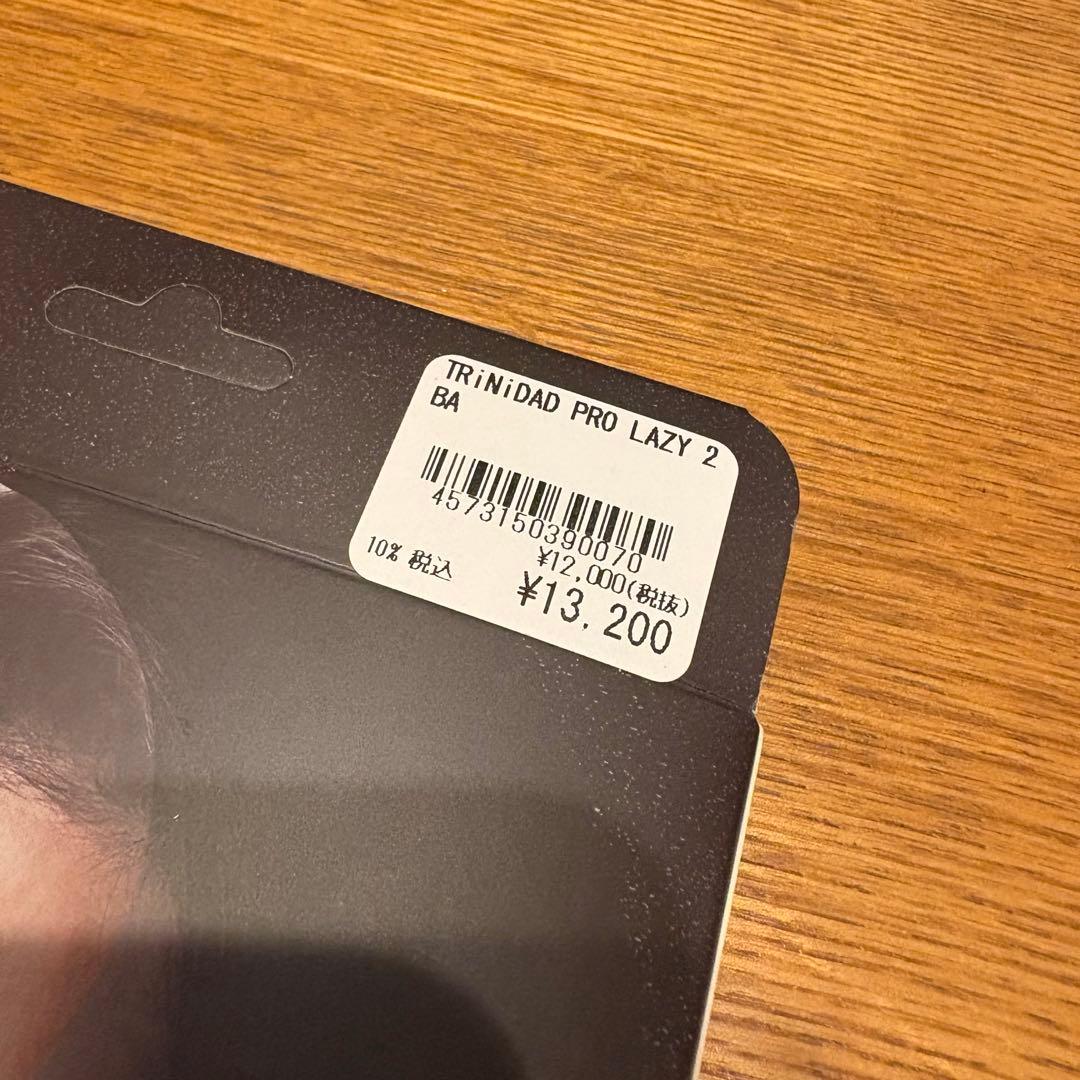 TRiNiDAD PRO LAZY 2
BA
4573150390070
¥12,000(税抜)
10% 税込
¥13,200